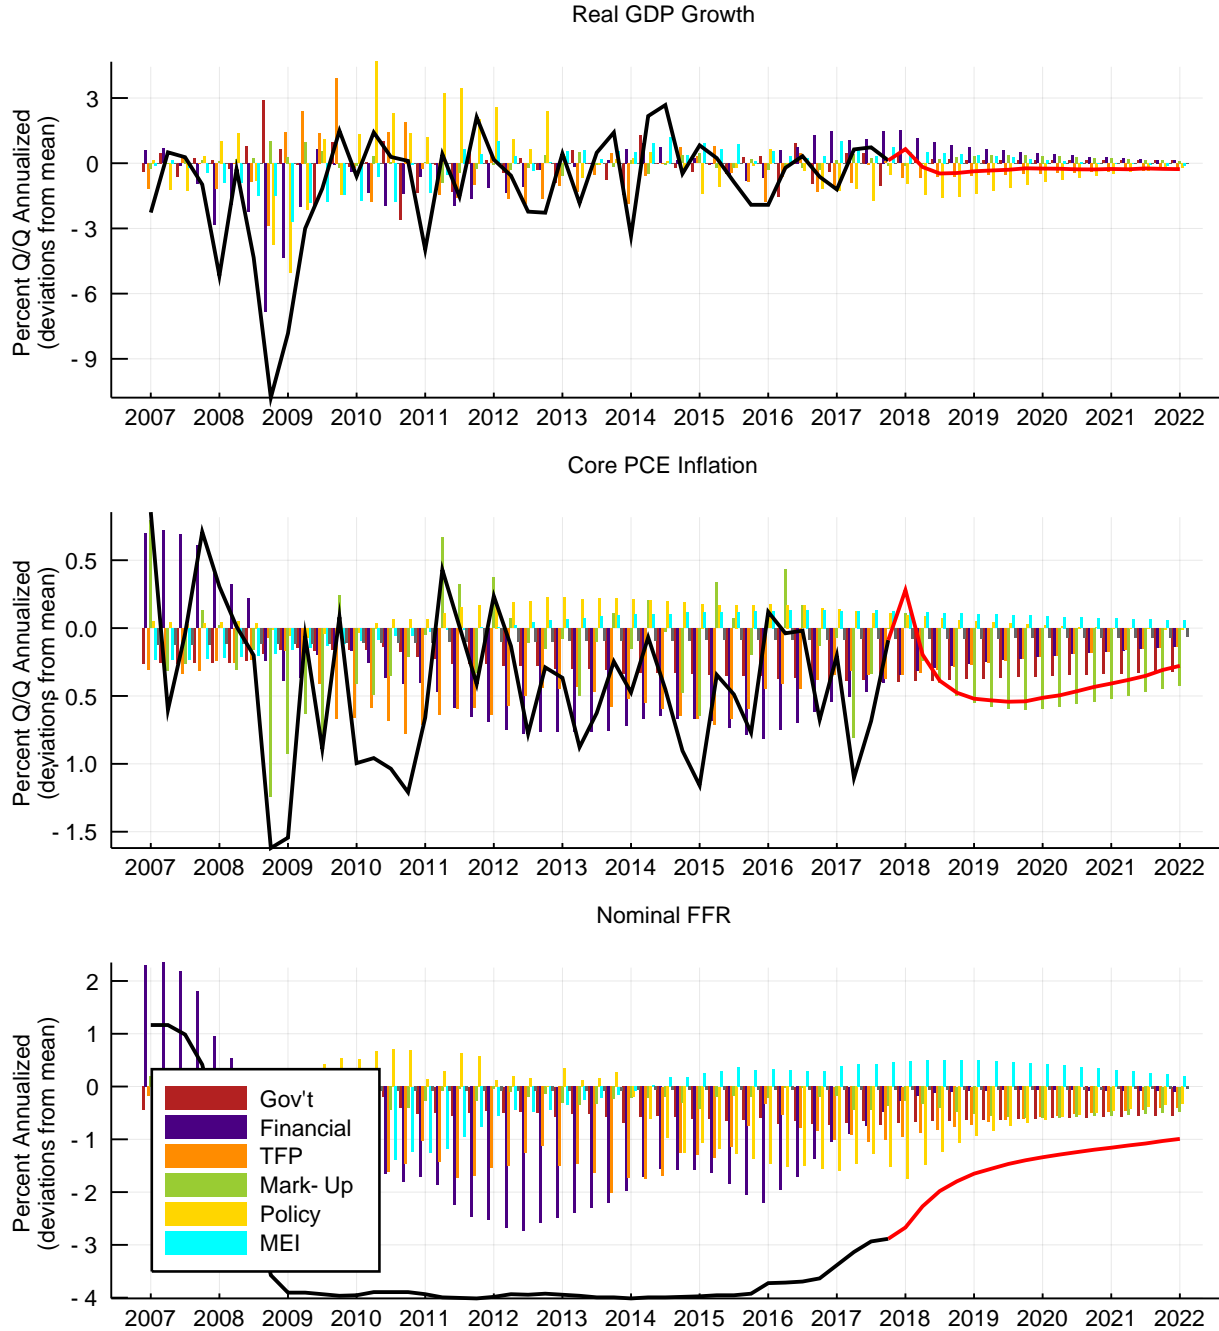 Real GDP Growth
Percent Q/Q Annualized
(deviations from mean)
3
0
- 3
- 6
- 9
2007 2008 2009 2010 2011 2012 2013 2014 2015 2016 2017 2018 2019 2020 2021 2022
Core PCE Inflation
Percent Q/Q Annualized
(deviations from mean)
0.5
0.0
- 0.5
- 1.0
- 1.5
2007 2008 2009 2010 2011 2012 2013 2014 2015 2016 2017 2018 2019 2020 2021 2022
Nominal FFR
Percent Annualized
(deviations from mean)
2
1
0
- 1
- 2
- 3
- 4
Gov't
Financial
TFP
Mark- Up
Policy
MEI
2007 2008 2009 2010 2011 2012 2013 2014 2015 2016 2017 2018 2019 2020 2021 2022